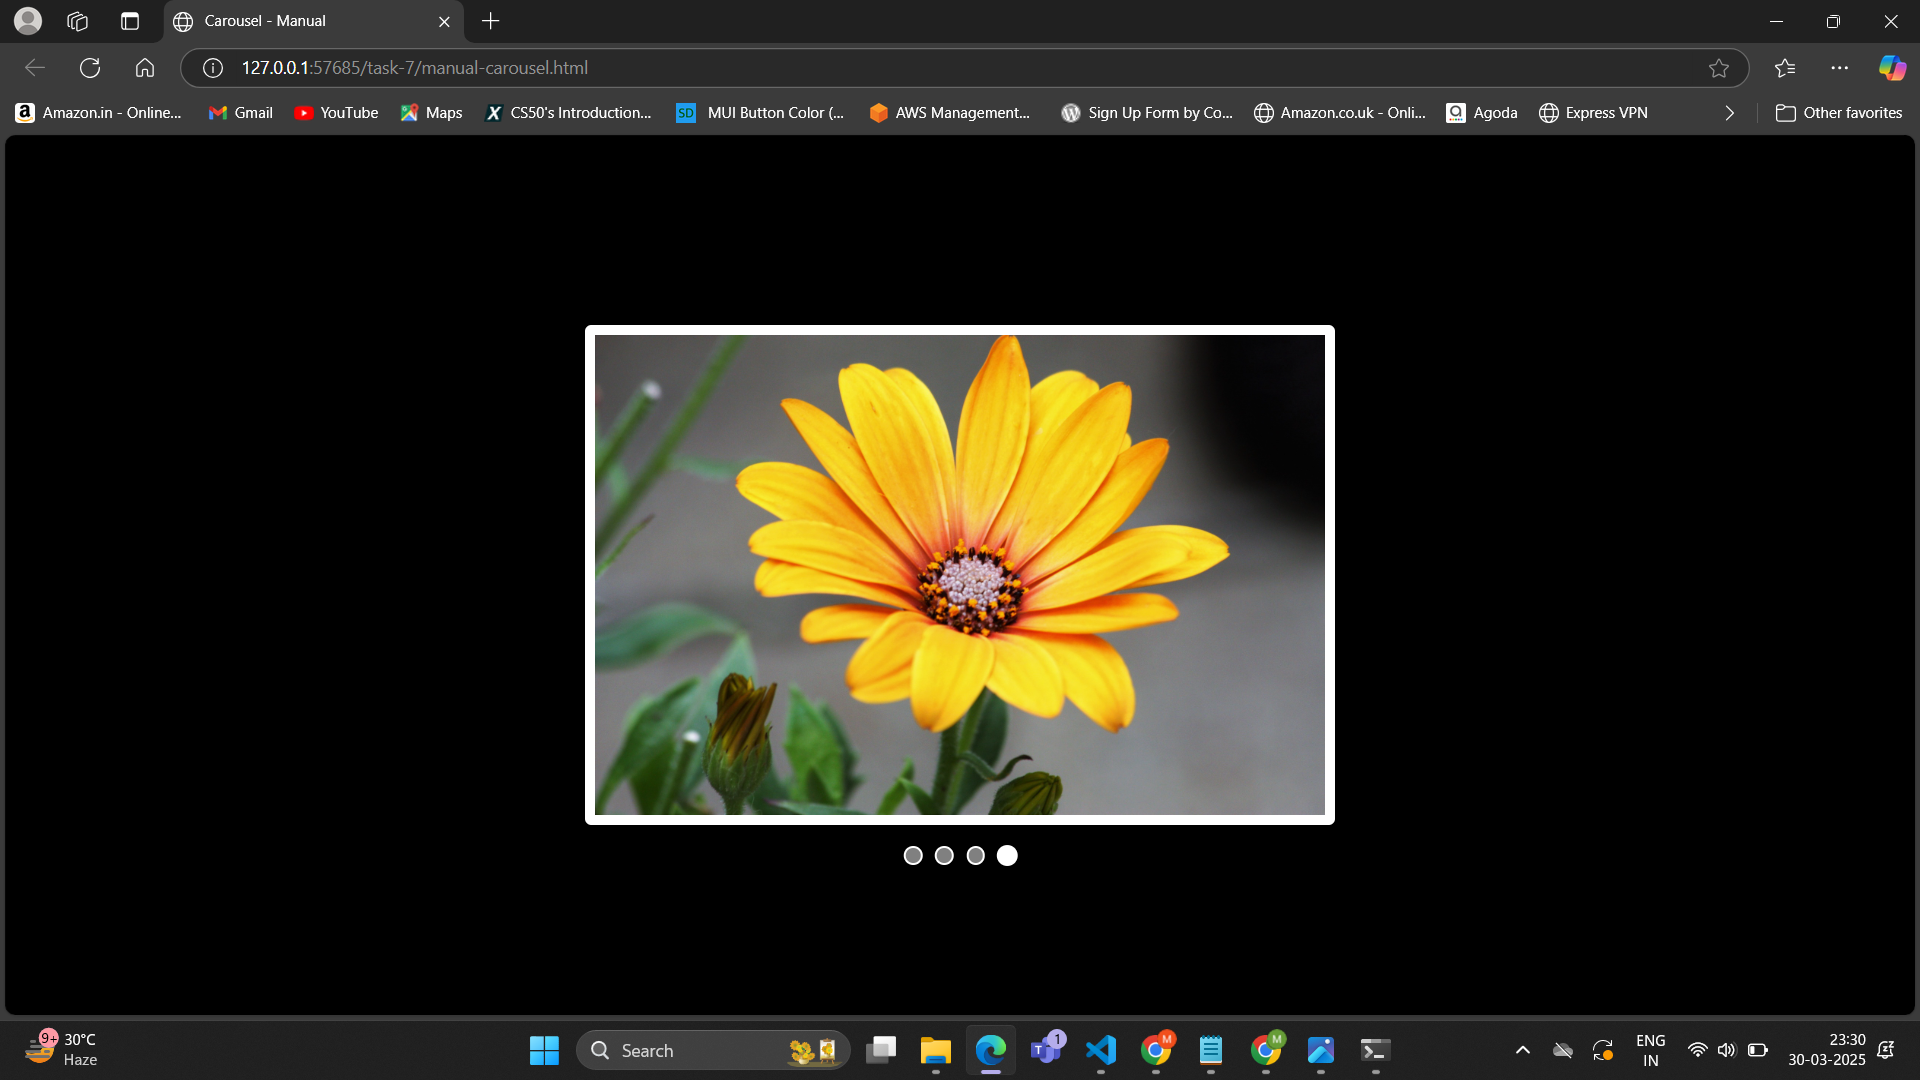 Carousel - Manual
127.0.0.1:57685/task-7/manual-carousel.html
Amazon.in - Online... Gmail YouTube Maps CS50's Introduction... SD MUI Button Color (... AWS Management... Sign Up Form by Co... Amazon.co.uk - Onli... Agoda Express VPN Other favorites
9+ 30°C
Haze
Search
1
M
M
ENG
IN
23:30
30-03-2025